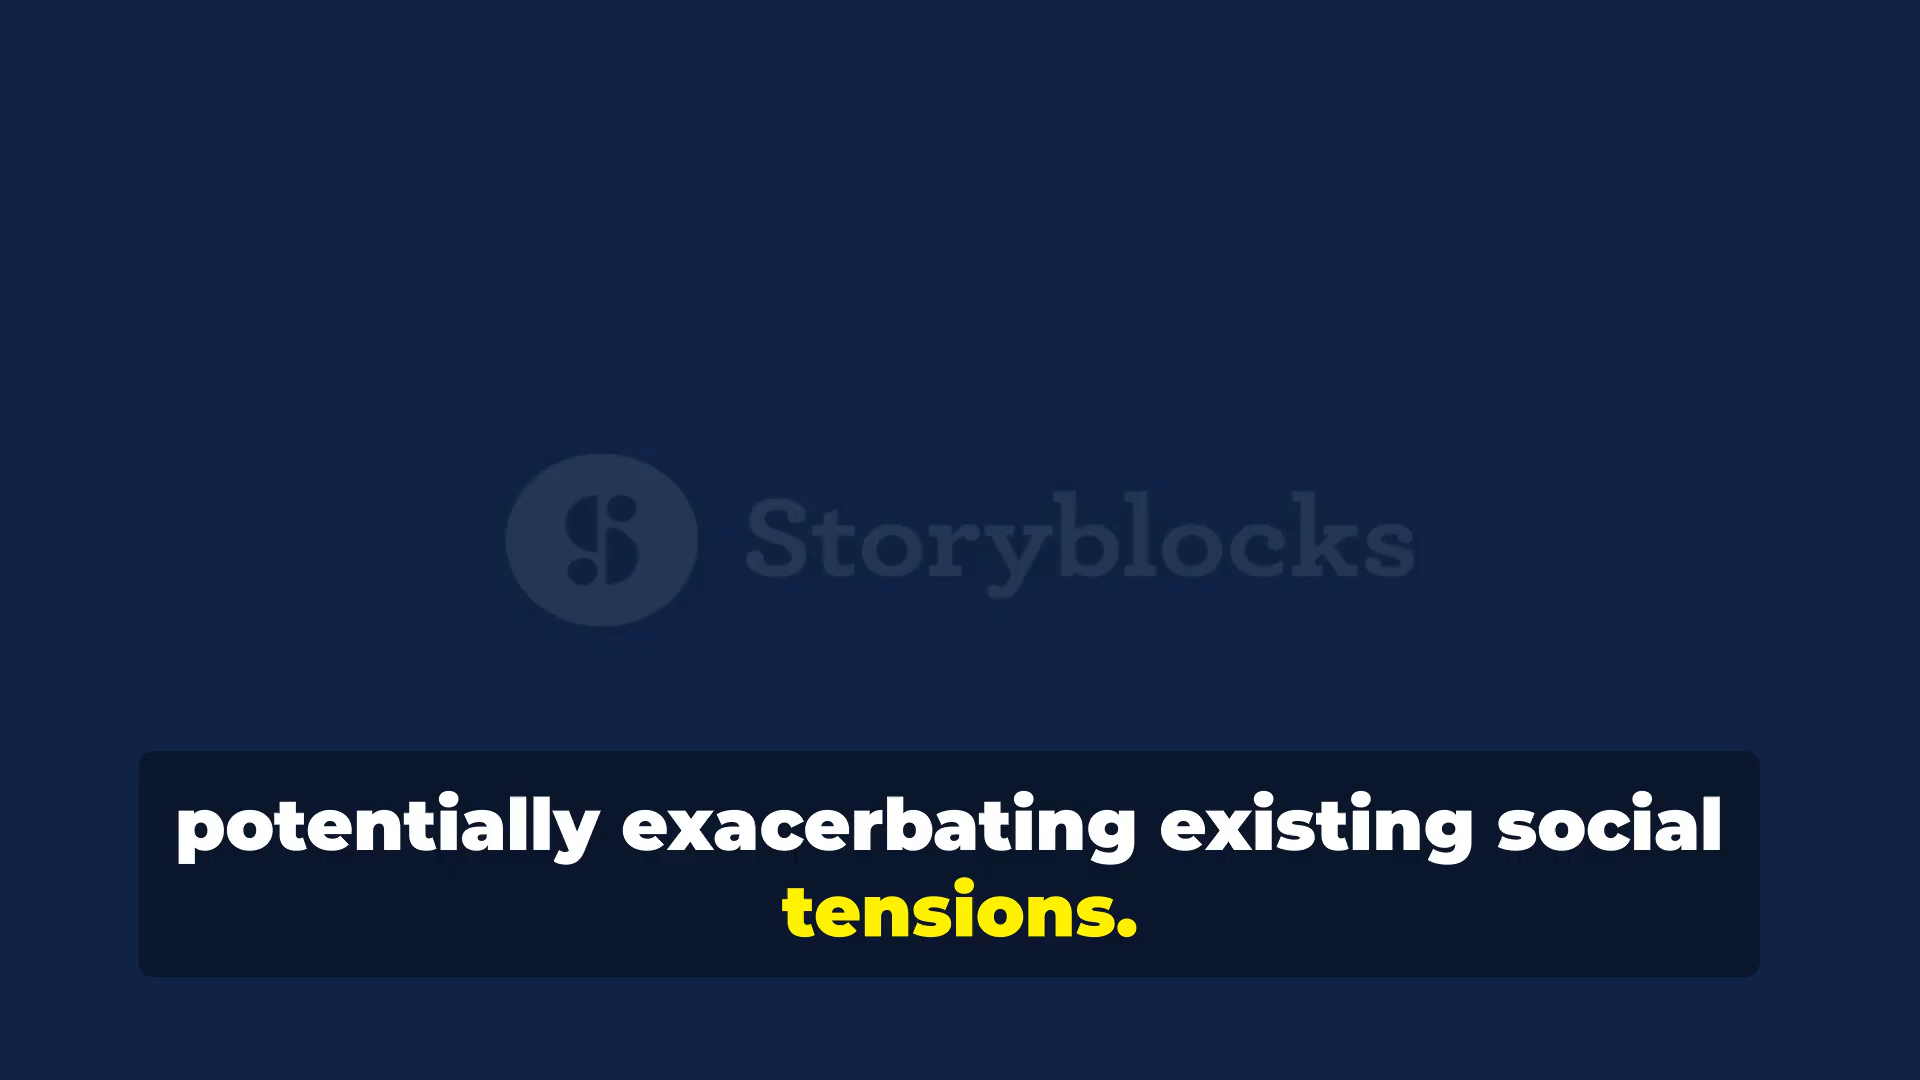 Storyblocks
potentially exacerbating existing social
tensions.